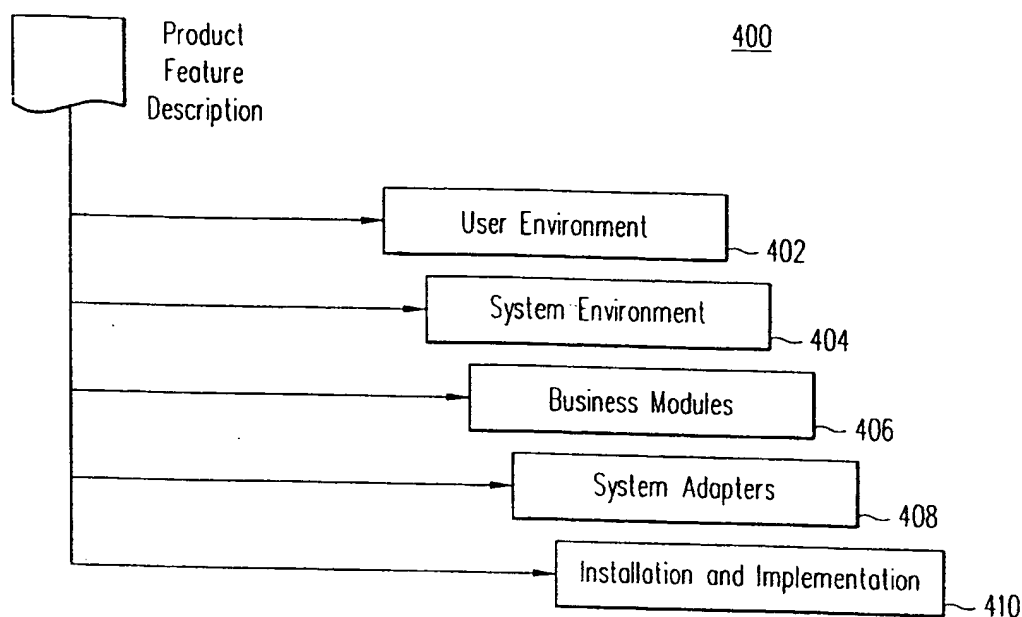 Product
Feature
Description
400
User Environment
402
System Environment
404
Business Modules
406
System Adapters
408
Installation and Implementation
410